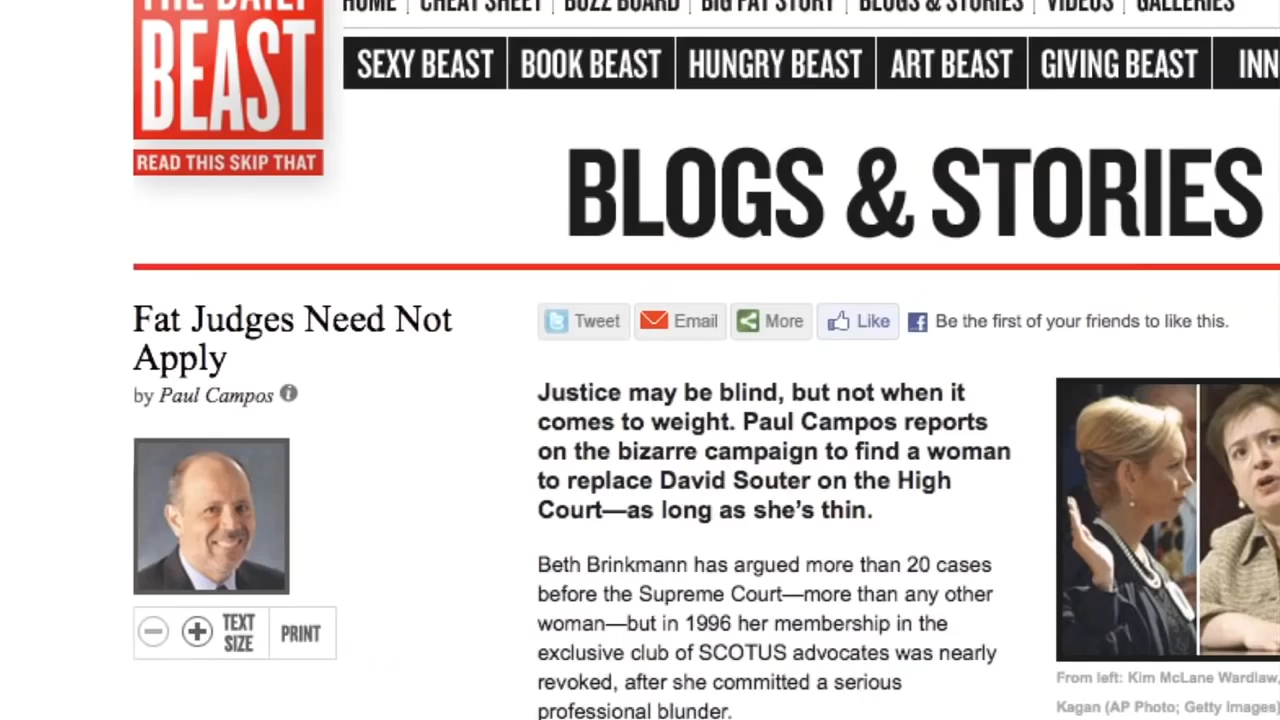 THE DAILY
BEAST
READ THIS SKIP THAT
HOME CHEAT SHEET BUZZ BOARD BIG FAT STORY BLOGS & STORIES VIDEOS GALLERIES
SEXY BEAST BOOK BEAST HUNGRY BEAST ART BEAST GIVING BEAST INN
BLOGS & STORIES
Fat Judges Need Not
Apply
by Paul Campos
TEXT
SIZE
PRINT
Tweet Email More Like Be the first of your friends to like this.
Justice may be blind, but not when it
comes to weight. Paul Campos reports
on the bizarre campaign to find a woman
to replace David Souter on the High
Court—as long as she's thin.
Beth Brinkmann has argued more than 20 cases
before the Supreme Court—more than any other
woman—but in 1996 her membership in the
exclusive club of SCOTUS advocates was nearly
revoked, after she committed a serious
professional blunder.
From left: Kim McLane Wardlaw,
Kagan (AP Photo; Getty Images)